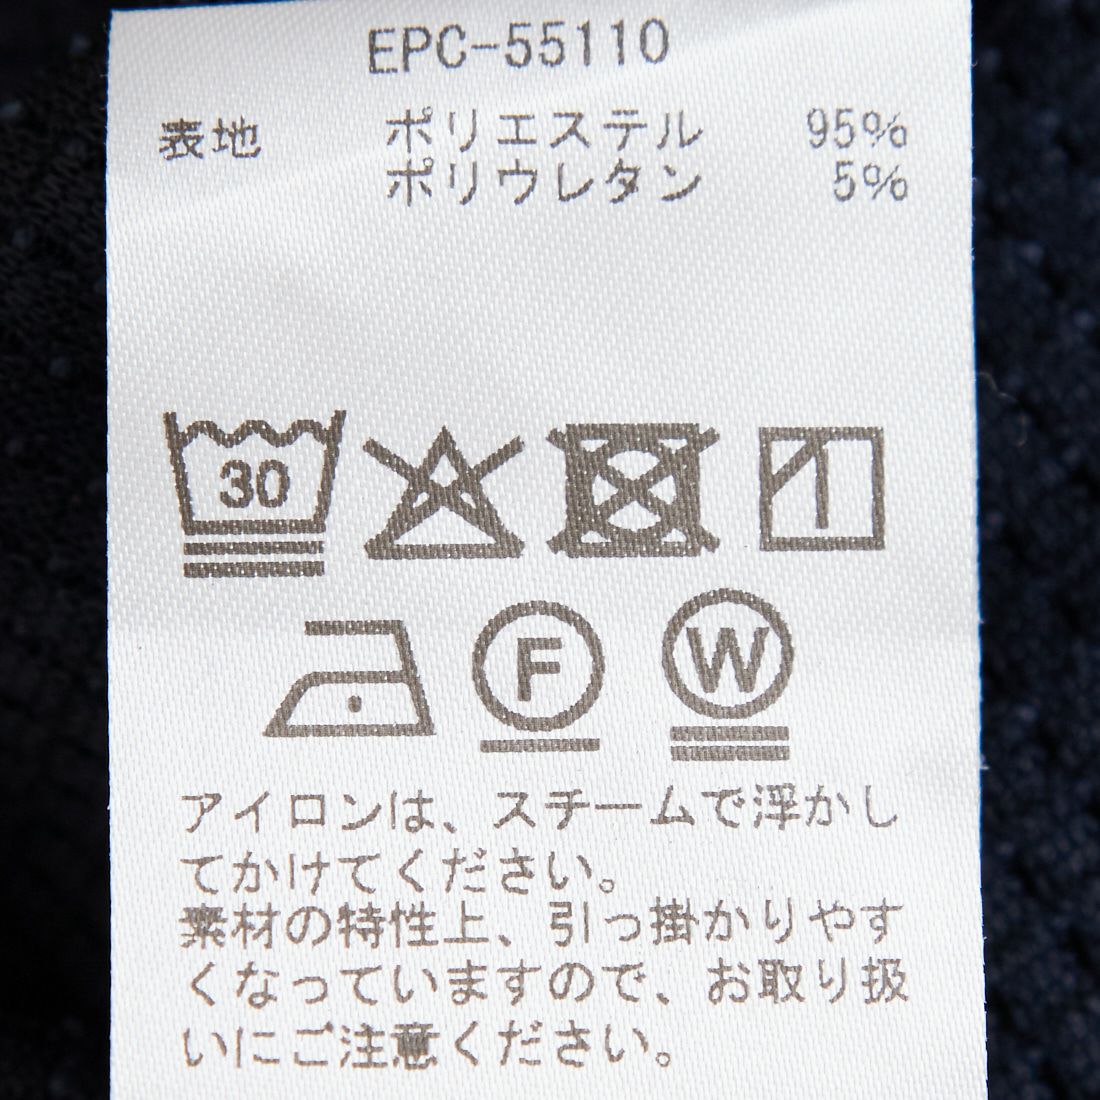 EPC-55110
表地 ポリエステル 95%
ポリウレタン 5%
30
F W
アイロンは、スチームで浮かし
てかけてください。
素材の特性上、引っ掛かりやす
くなっていますので、お取り扱
いにご注意ください。